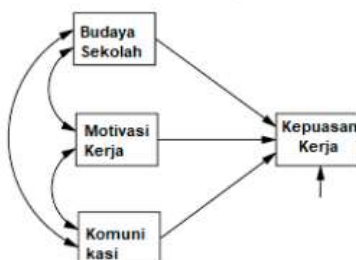 Budaya
Sekolah
Motivasi
Kerja
Kepuasan
Kerja
Komuni
kasi